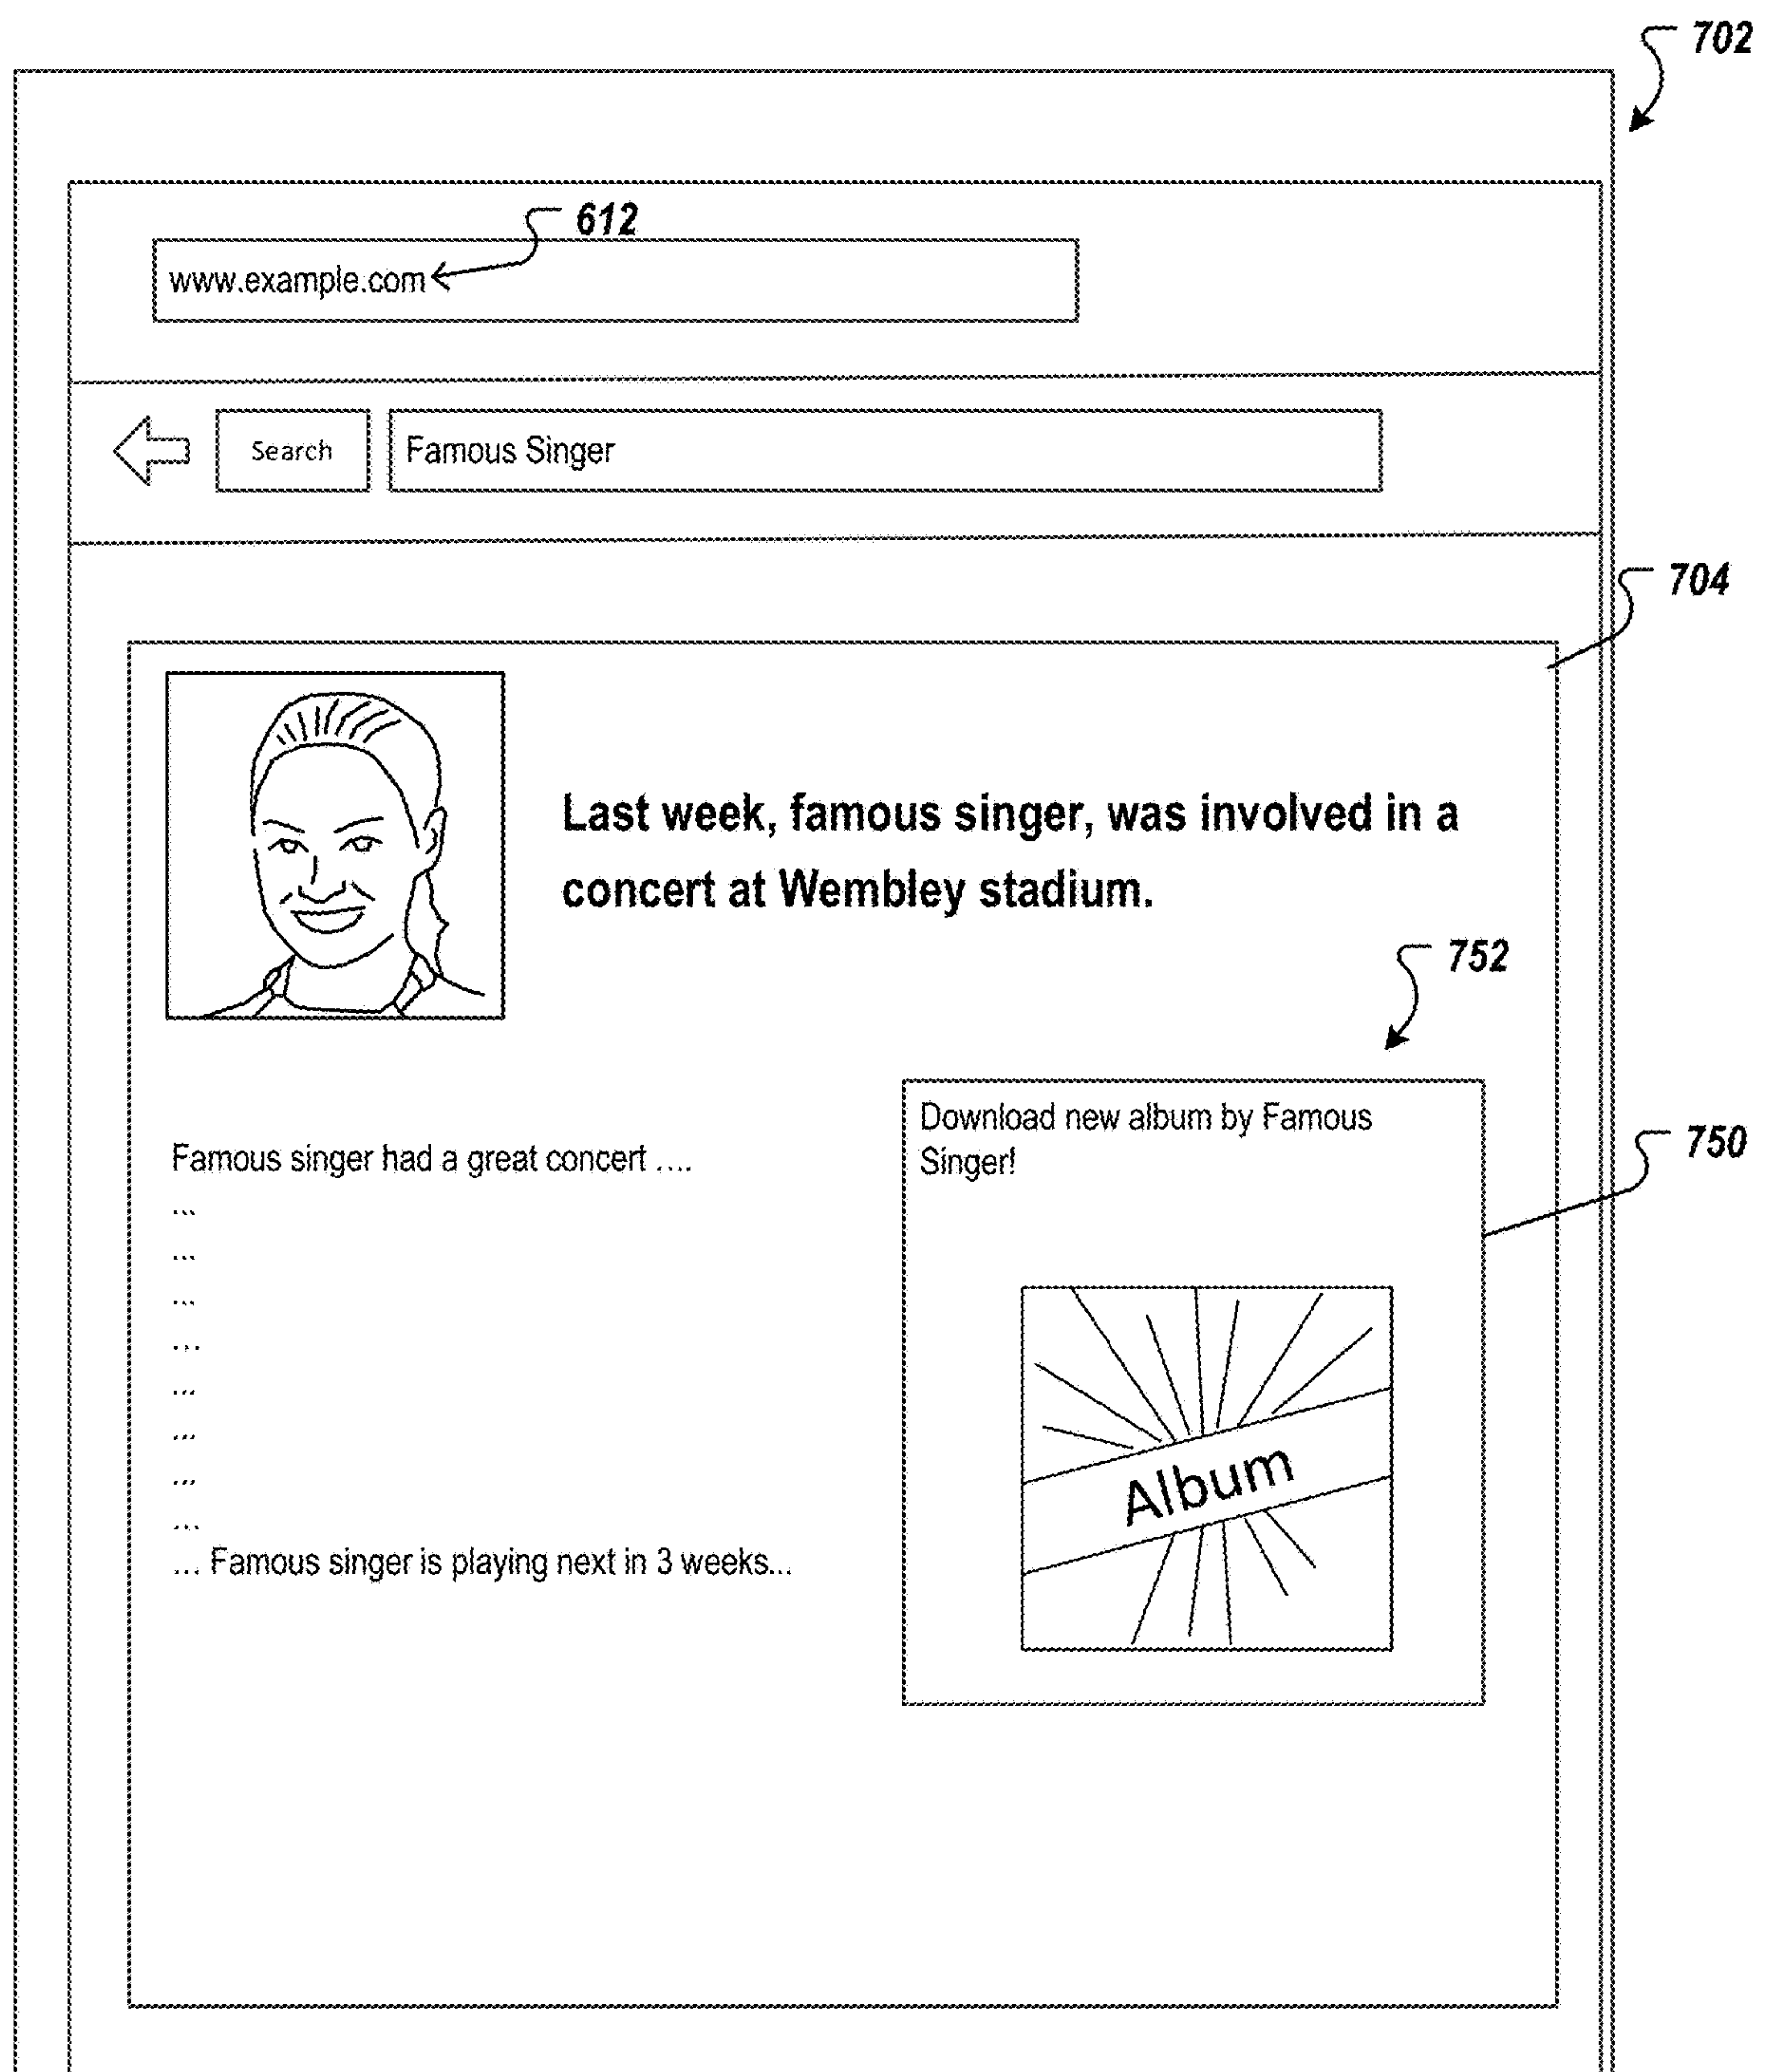 702
612
www.example.com
Search
Famous Singer
704
Last week, famous singer, was involved in a
concert at Wembley stadium.
752
Download new album by Famous
Singer!
750
Famous singer had a great concert ....
...
...
...
...
...
...
...
...
... Famous singer is playing next in 3 weeks...
Album